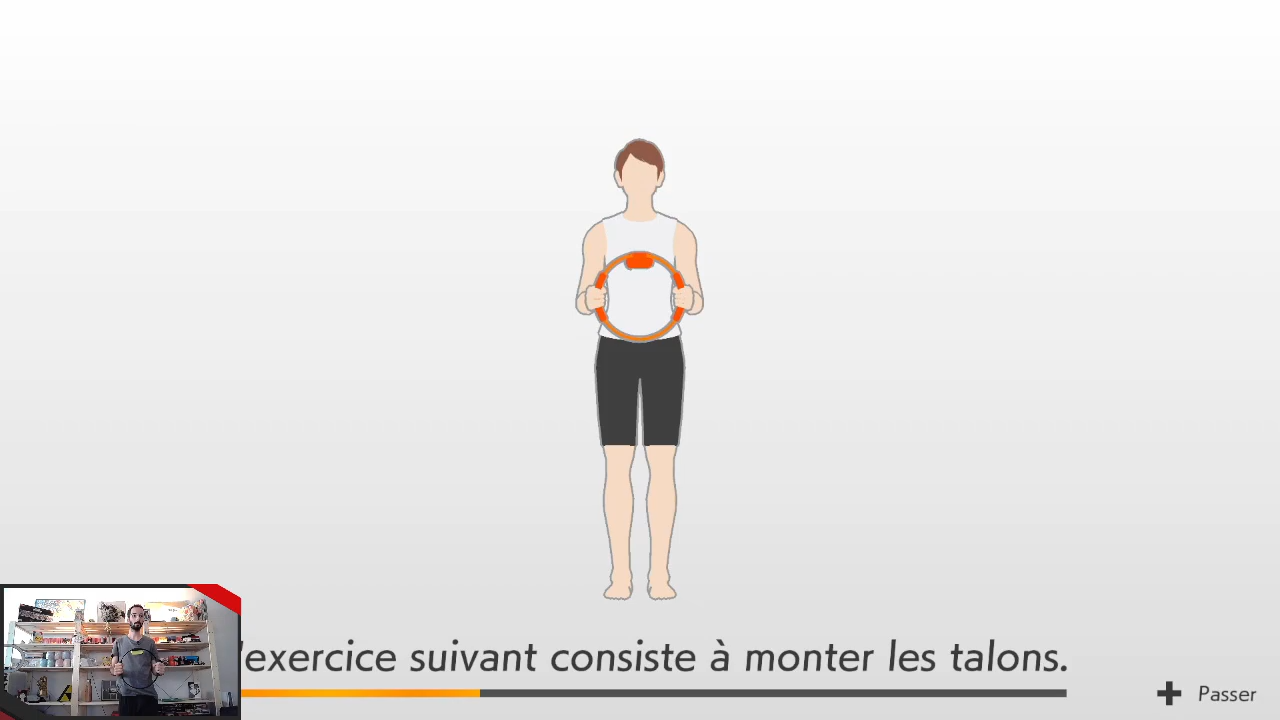 'exercice suivant consiste à monter les talons.
Passer